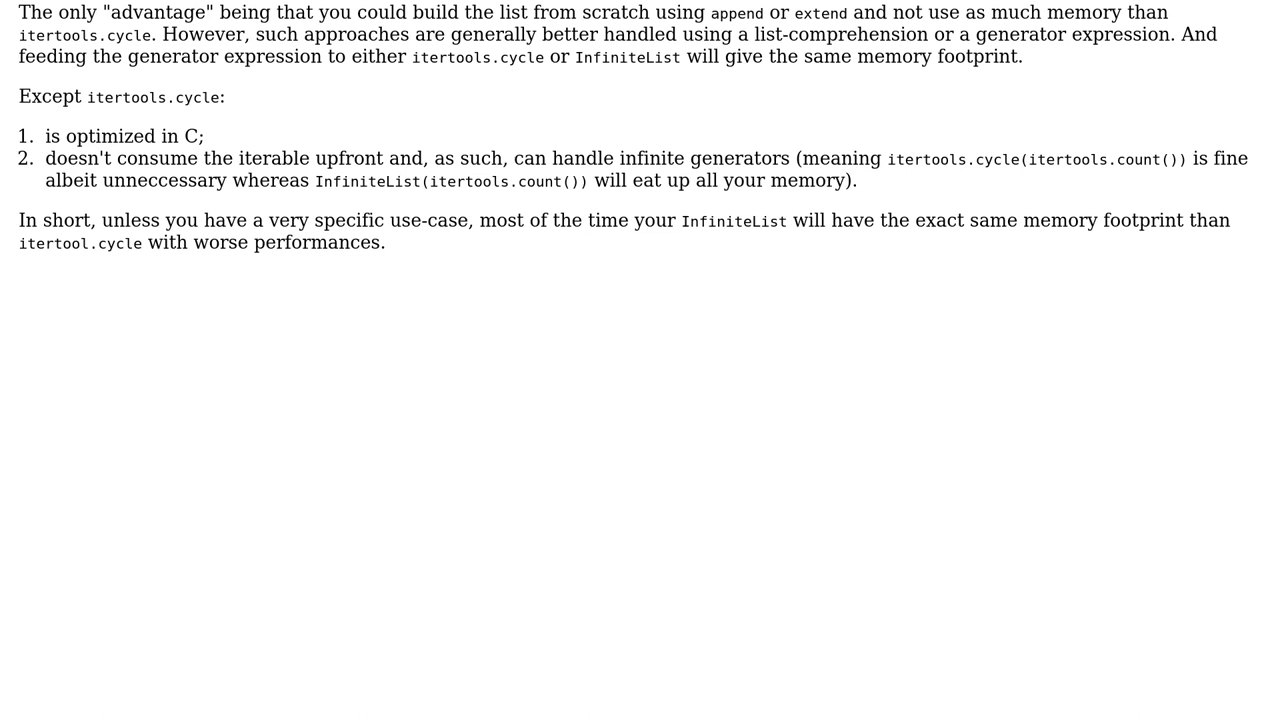 The only "advantage" being that you could build the list from scratch using append or extend and not use as much memory than
itertools.cycle. However, such approaches are generally better handled using a list-comprehension or a generator expression. And
feeding the generator expression to either itertools.cycle or InfiniteList will give the same memory footprint.
Except itertools.cycle:
1. is optimized in C;
2. doesn't consume the iterable upfront and, as such, can handle infinite generators (meaning itertools.cycle(itertools.count()) is fine
albeit unneccessary whereas InfiniteList(itertools.count()) will eat up all your memory).
In short, unless you have a very specific use-case, most of the time your InfiniteList will have the exact same memory footprint than
itertool.cycle with worse performances.